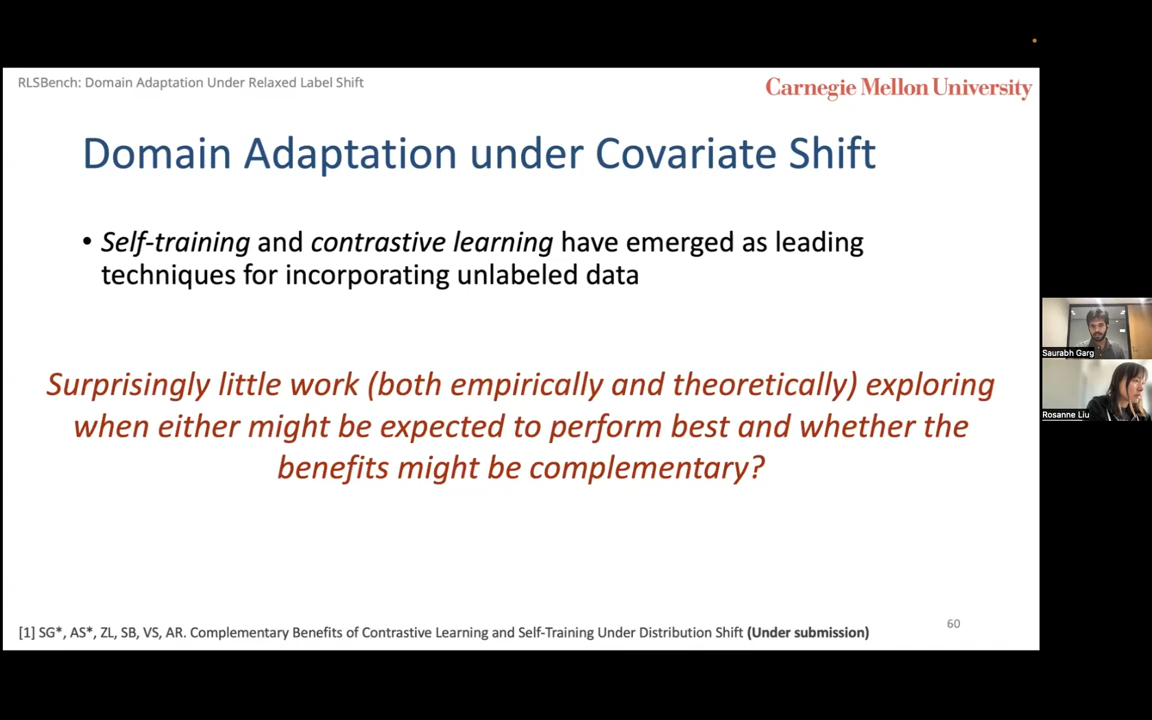 RLSBench: Domain Adaptation Under Relaxed Label Shift
Carnegie Mellon University
Domain Adaptation under Covariate Shift
• Self-training and contrastive learning have emerged as leading
techniques for incorporating unlabeled data
Surprisingly little work (both empirically and theoretically) exploring
when either might be expected to perform best and whether the
benefits might be complementary?
Saurabh Garg
Rosanne Liu
[1] SG*, AS*, ZL, SB, VS, AR. Complementary Benefits of Contrastive Learning and Self-Training Under Distribution Shift (Under submission)
60